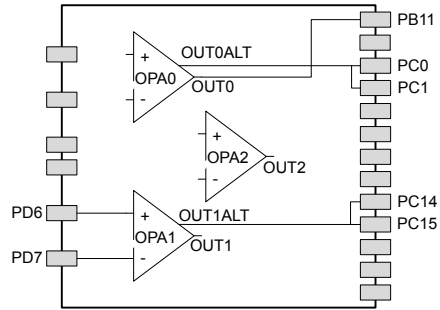 PB11
OUT0ALT
PC0
+
OPA0
OUT0
PC1
-
+
OPA2
OUT2
-
PC14
PD6
+
OUT1ALT
PC15
OPA1
OUT1
PD7
-